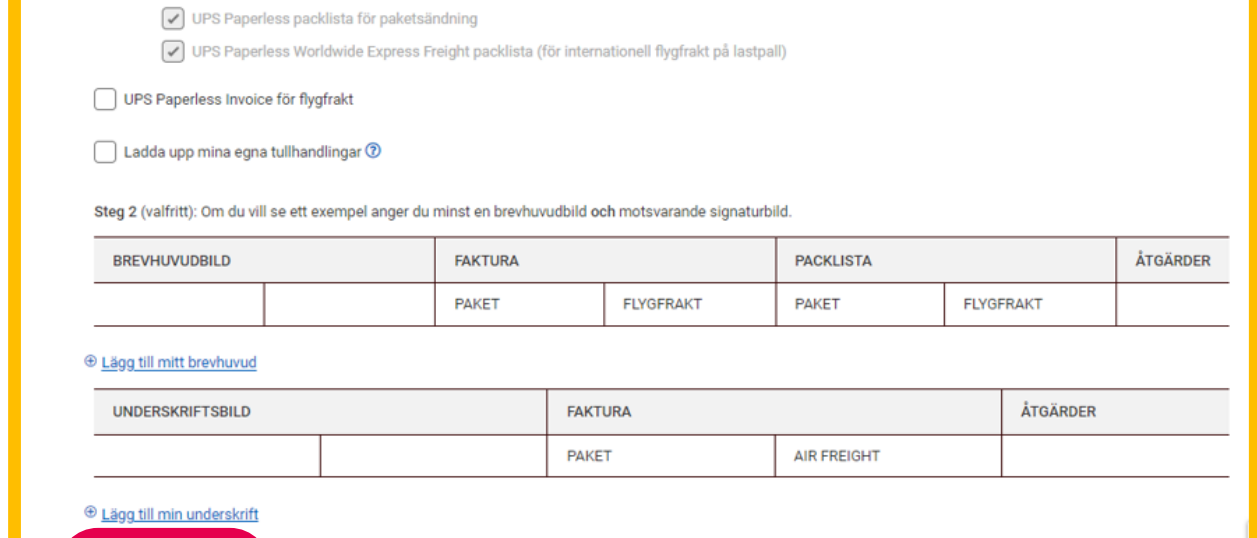 UPS Paperless packlista för paketsändning
UPS Paperless Worldwide Express Freight packlista (för internationell flygfrakt på lastpall)
UPS Paperless Invoice för flygfrakt
Ladda upp mina egna tullhandlingar ?
Steg 2 (valfritt): Om du vill se ett exempel anger du minst en brevhuvudbild och motsvarande signaturbild.
BREVHUVUDBILD FAKTURA PACKLISTA ÅTGÄRDER
PAKET FLYGFRAKT PAKET FLYGFRAKT
Lägg till mitt brevhuvud
UNDERSKRIFTSBILD FAKTURA ÅTGÄRDER
PAKET AIR FREIGHT
Lägg till min underskrift